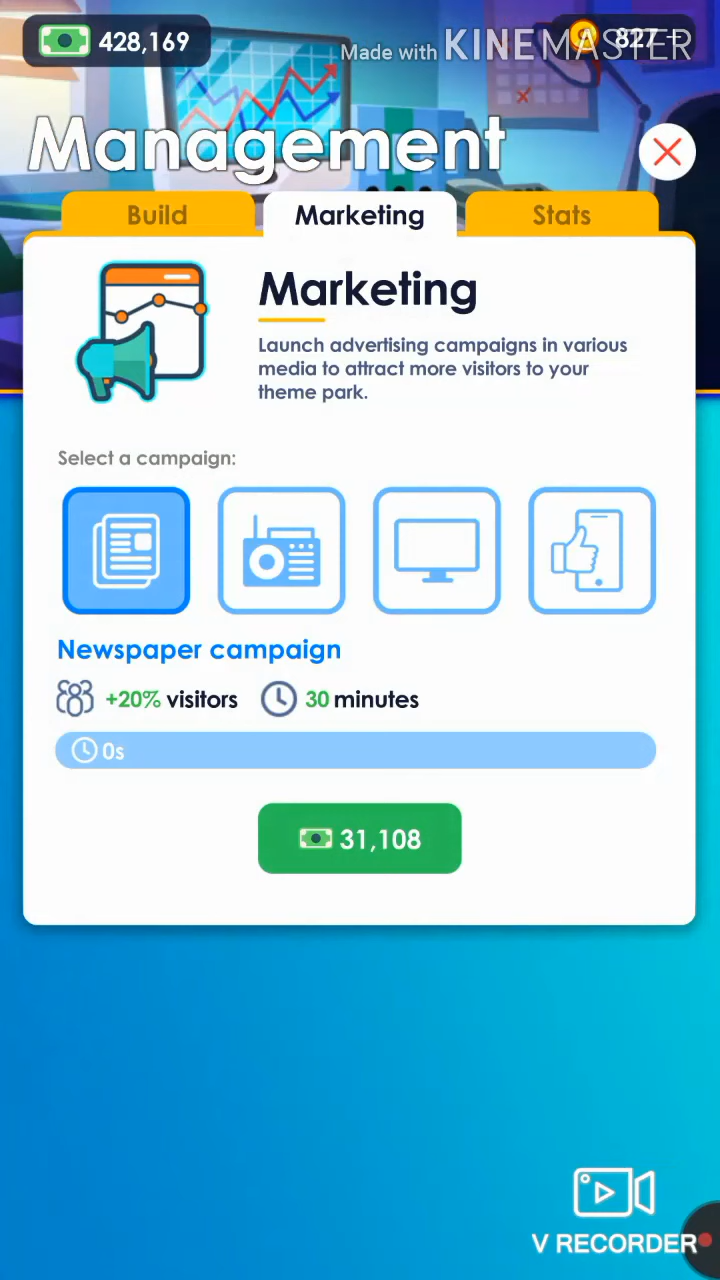 428,169
Made with KINEMASTER
827 +
Management
Build
Marketing
Stats
Marketing
Launch advertising campaigns in various
media to attract more visitors to your
theme park.
Select a campaign:
Newspaper campaign
+20% visitors
30 minutes
0s
31,108
V RECORDER